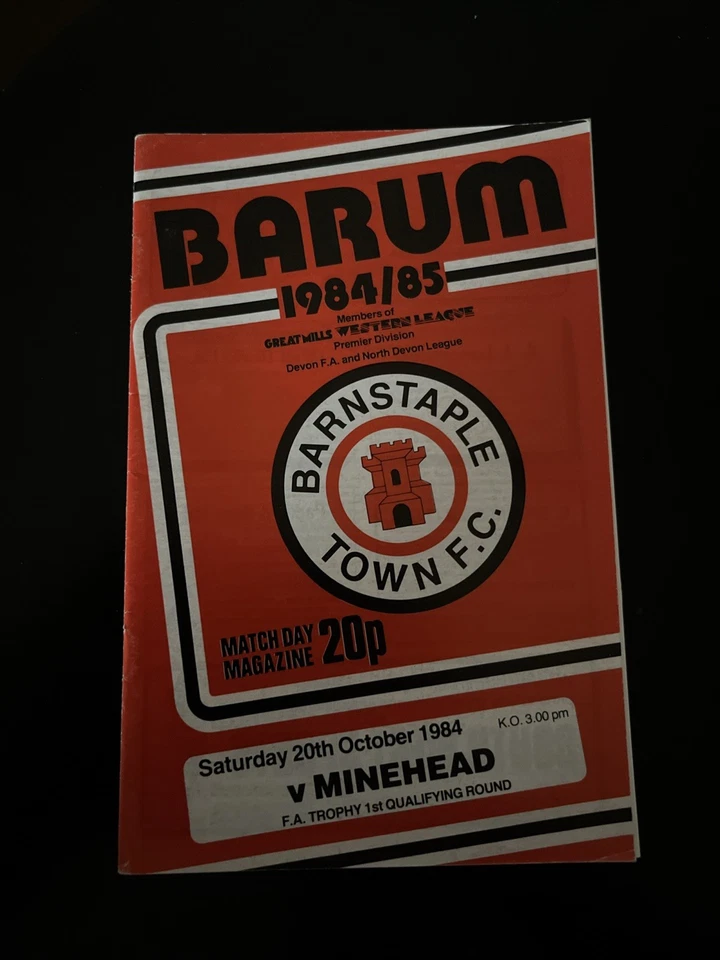 BARUM
1984/85
Members of
GREAT MILLS WESTERN LEAGUE
Premier Division
Devon F.A. and North Devon League
BARNSTAPLE
TOWN F.C.
MATCH DAY
MAGAZINE 20p
Saturday 20th October 1984 K.O. 3.00 pm
v MINEHEAD
F.A. TROPHY 1st QUALIFYING ROUND